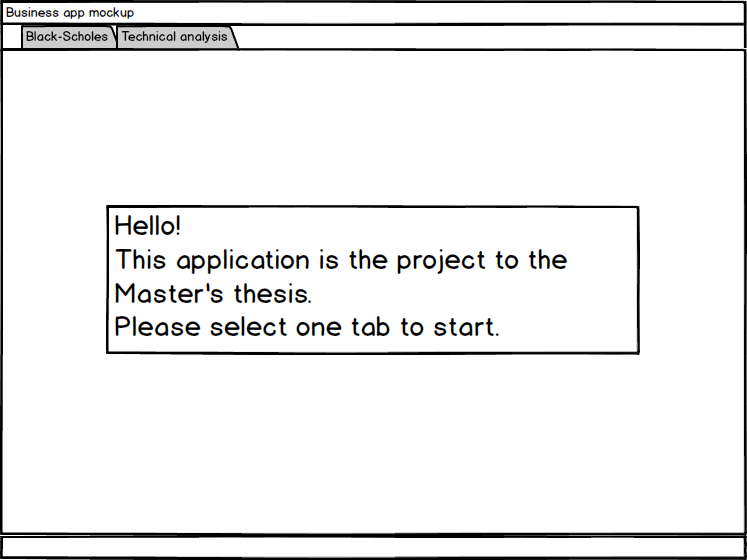 Business app mockup
Black-Scholes Technical analysis
Hello!
This application is the project to the
Master's thesis.
Please select one tab to start.